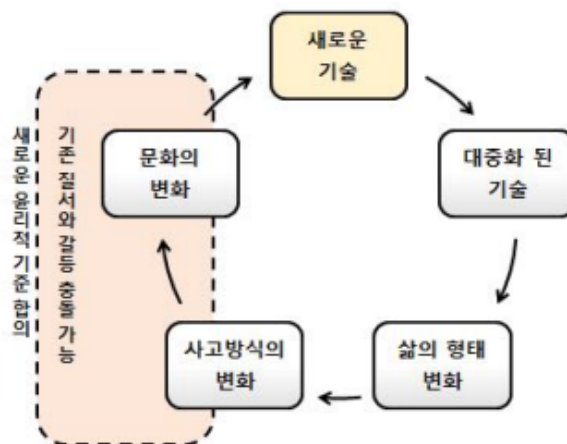 새로운
기술
대중화 된
기술
삶의 형태
변화
사고방식의
변화
문화의
변화
기존 질서와 갈등 충돌 가능
새로운 윤리적 기준 합의